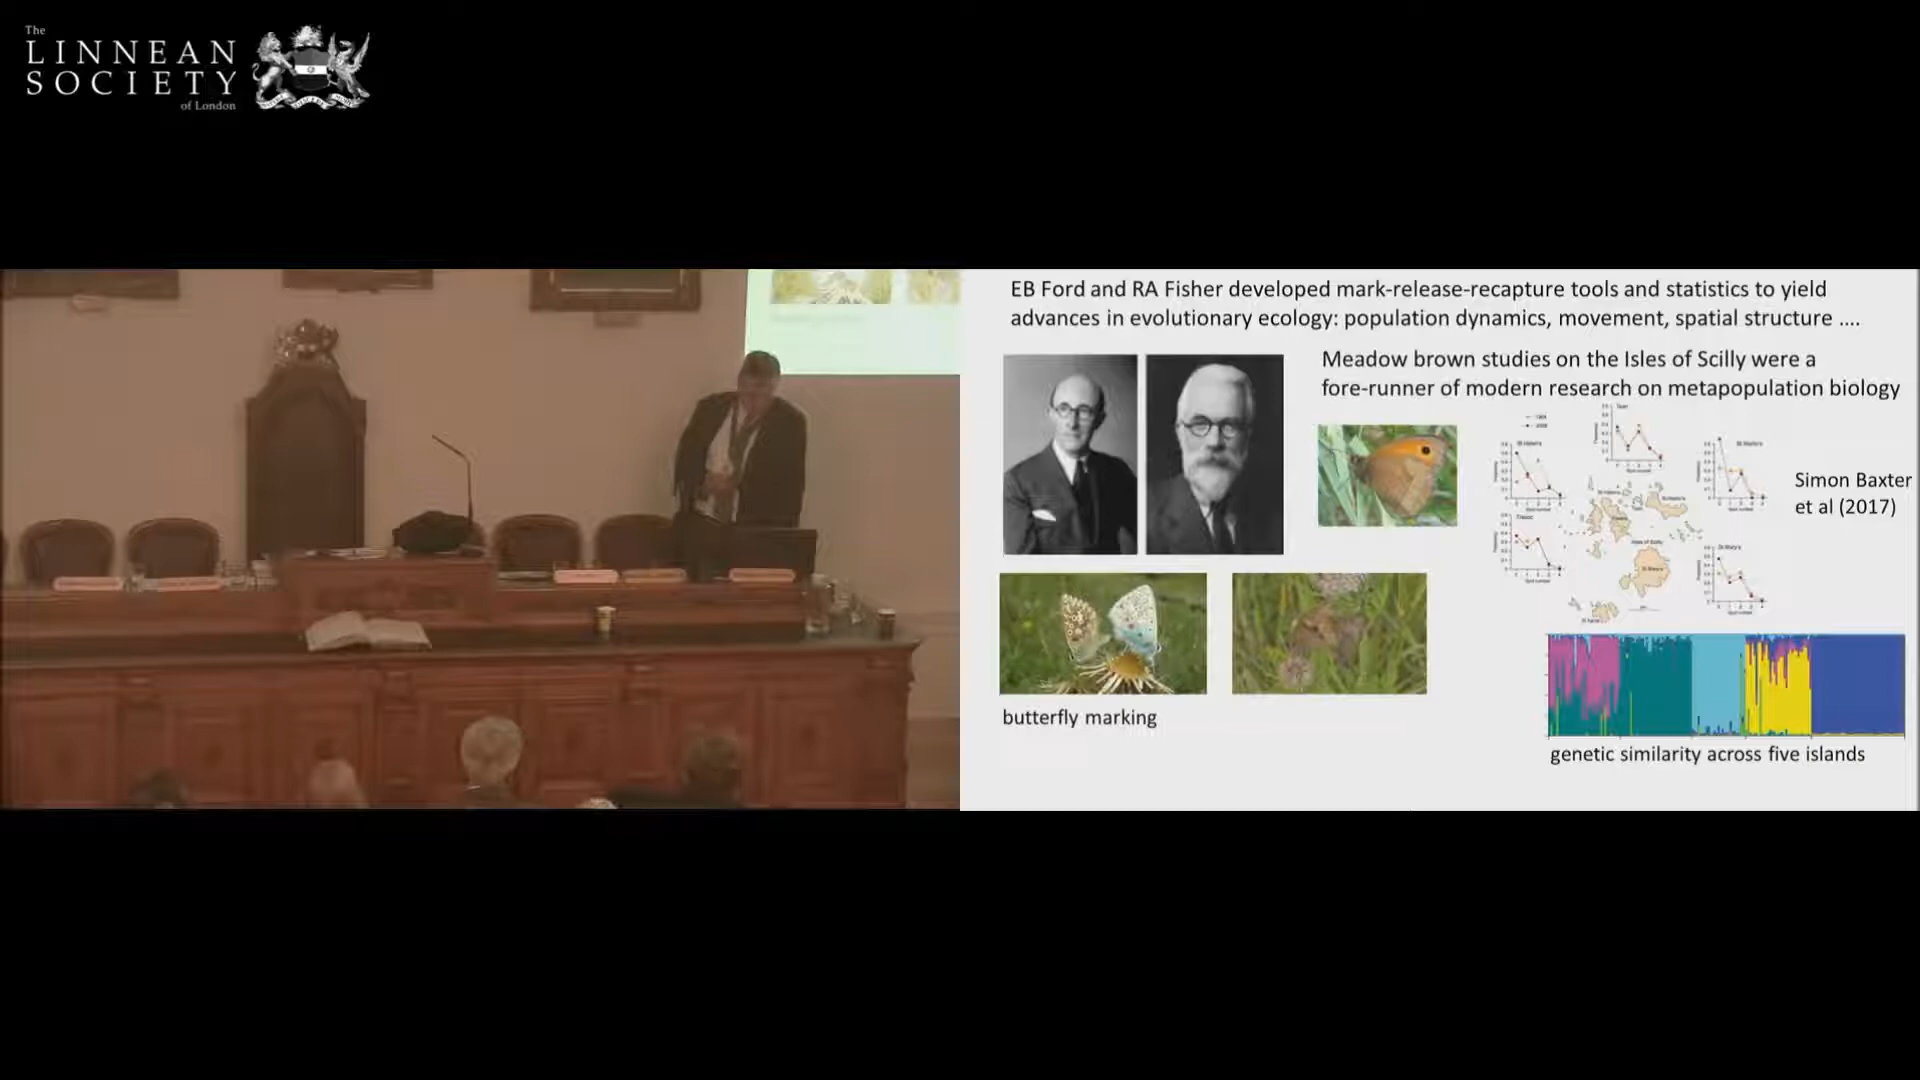 The
LINNEAN
SOCIETY
of London
EB Ford and RA Fisher developed mark-release-recapture tools and statistics to yield
advances in evolutionary ecology: population dynamics, movement, spatial structure ....
Meadow brown studies on the Isles of Scilly were a
fore-runner of modern research on metapopulation biology
Simon Baxter
et al (2017)
butterfly marking
genetic similarity across five islands